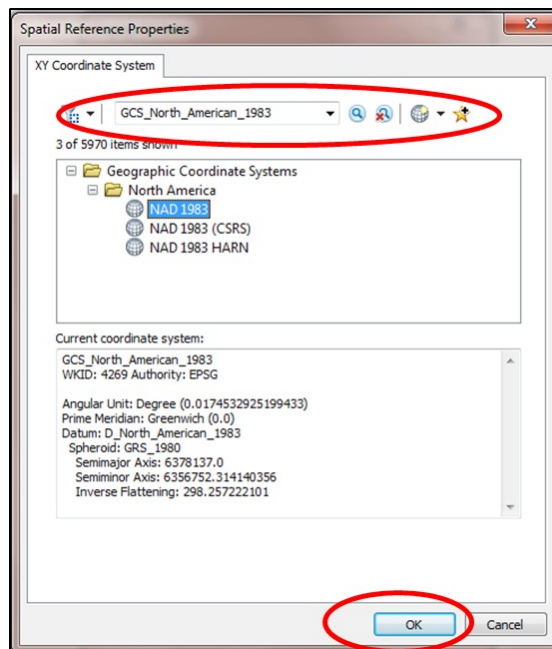 Spatial Reference Properties
XY Coordinate System
GCS_North_American_1983
3 of 5970 items shown
Geographic Coordinate Systems
North America
NAD 1983
NAD 1983 (CSRS)
NAD 1983 HARN
Current coordinate system:
GCS_North_American_1983
WKID: 4269 Authority: EPSG
Angular Unit: Degree (0.0174532925199433)
Prime Meridian: Greenwich (0.0)
Datum: D_North_American_1983
Spheroid: GRS_1980
Semimajor Axis: 6378137.0
Semiminor Axis: 6356752.314140356
Inverse Flattening: 298.257222101
OK Cancel